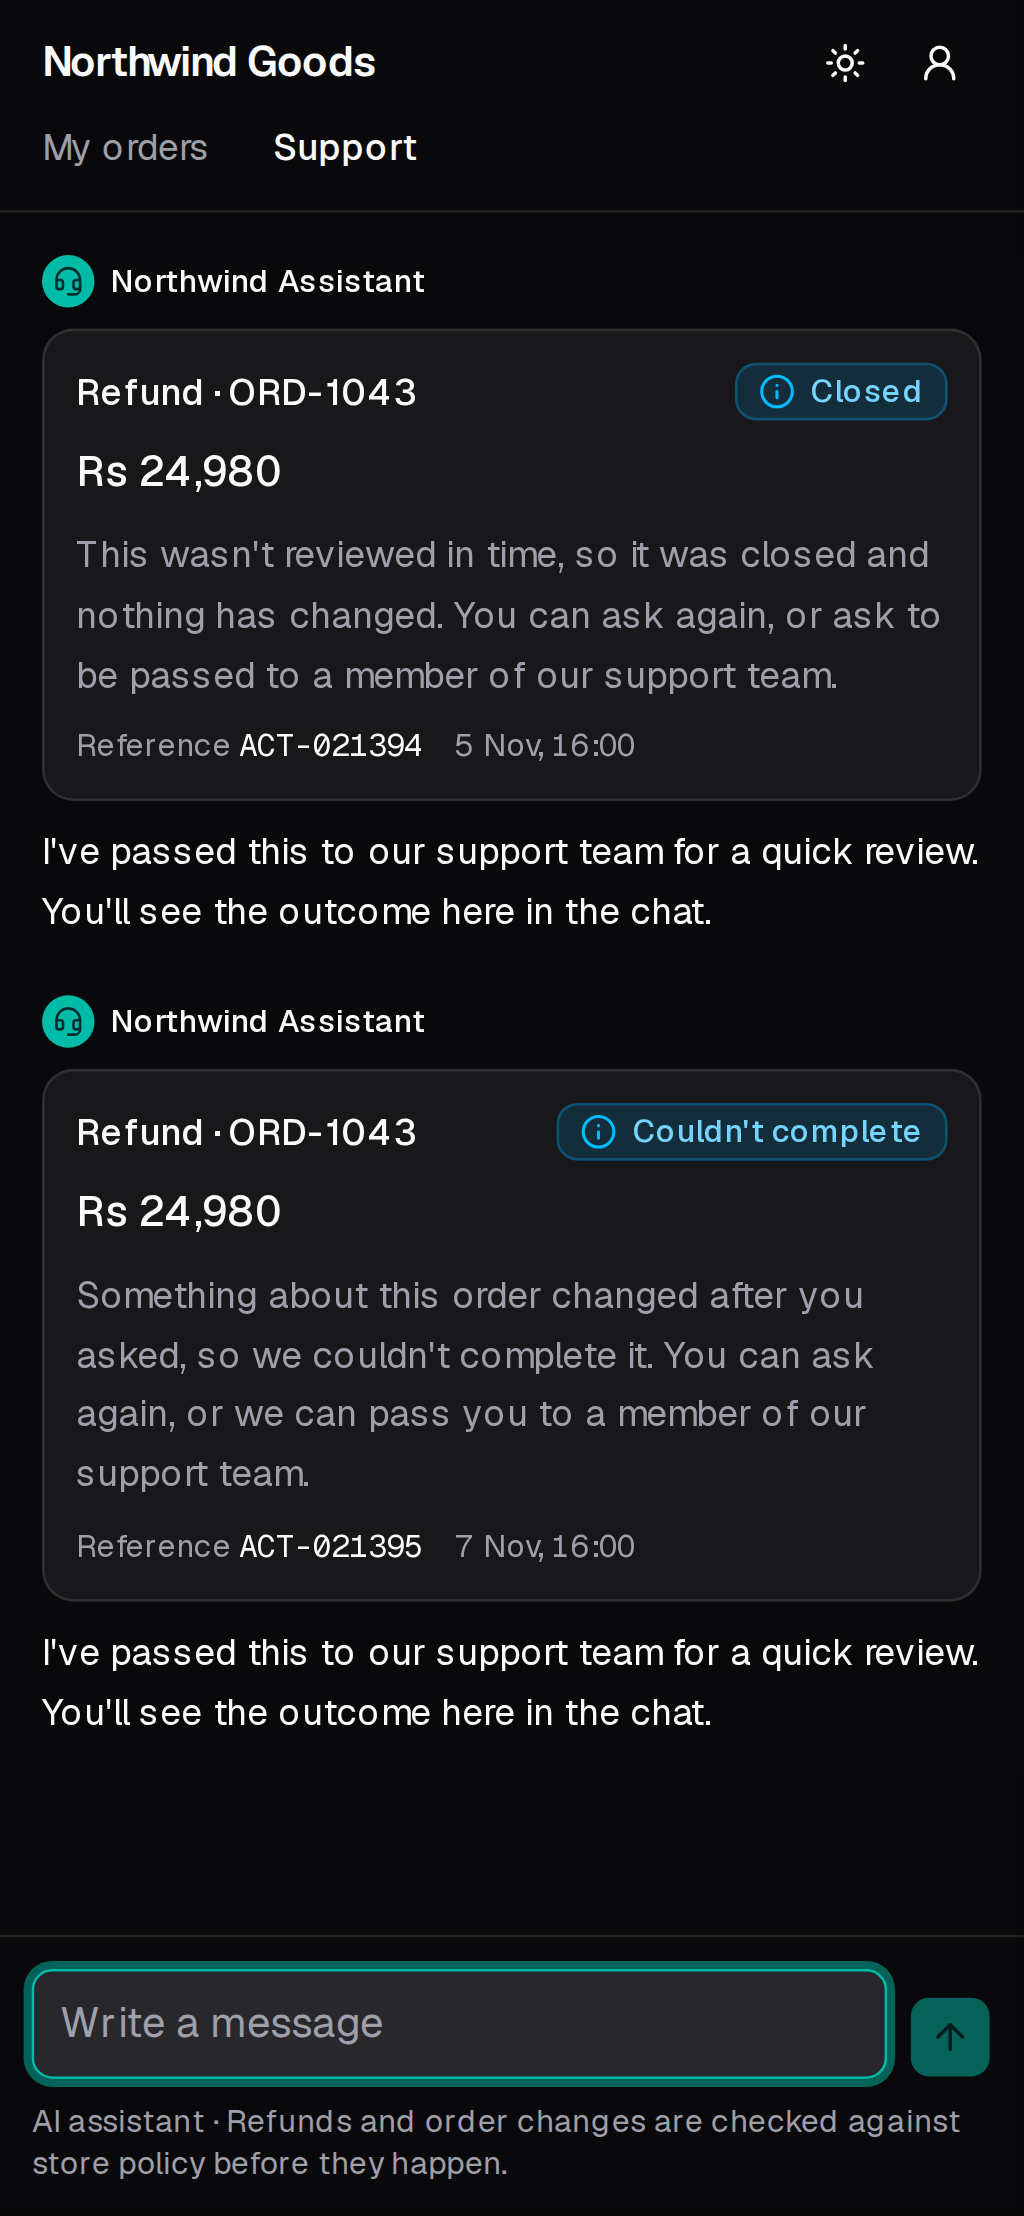 Northwind Goods
My orders Support
Northwind Assistant
Refund · ORD-1043 Closed
Rs 24,980
This wasn't reviewed in time, so it was closed and
nothing has changed. You can ask again, or ask to
be passed to a member of our support team.
Reference ACT-021394 5 Nov, 16:00
I've passed this to our support team for a quick review.
You'll see the outcome here in the chat.
Northwind Assistant
Refund · ORD-1043 Couldn't complete
Rs 24,980
Something about this order changed after you
asked, so we couldn't complete it. You can ask
again, or we can pass you to a member of our
support team.
Reference ACT-021395 7 Nov, 16:00
I've passed this to our support team for a quick review.
You'll see the outcome here in the chat.
Write a message
AI assistant · Refunds and order changes are checked against
store policy before they happen.